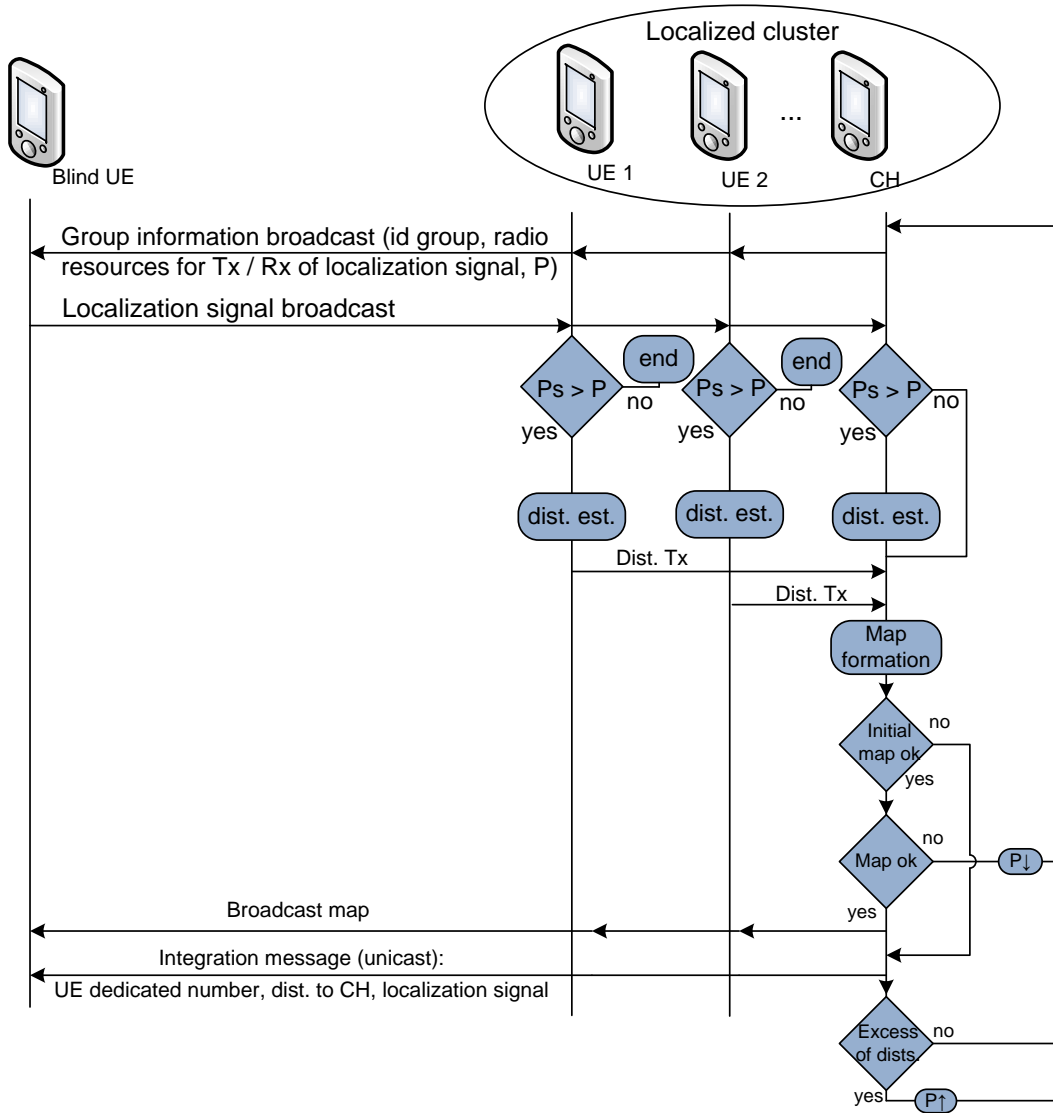 Localized cluster
...
Blind UE
UE 1
UE 2
CH
Group information broadcast (id group, radio
resources for Tx / Rx of localization signal, P)
Localization signal broadcast
end
end
Ps > P
no
Ps > P
no
Ps > P
no
yes
yes
yes
dist. est.
dist. est.
dist. est.
Dist. Tx
Dist. Tx
Map
formation
Initial
map ok
no
yes
Map ok
no
P↓
yes
Broadcast map
Integration message (unicast):
UE dedicated number, dist. to CH, localization signal
Excess
of dists.
no
yes
P↑